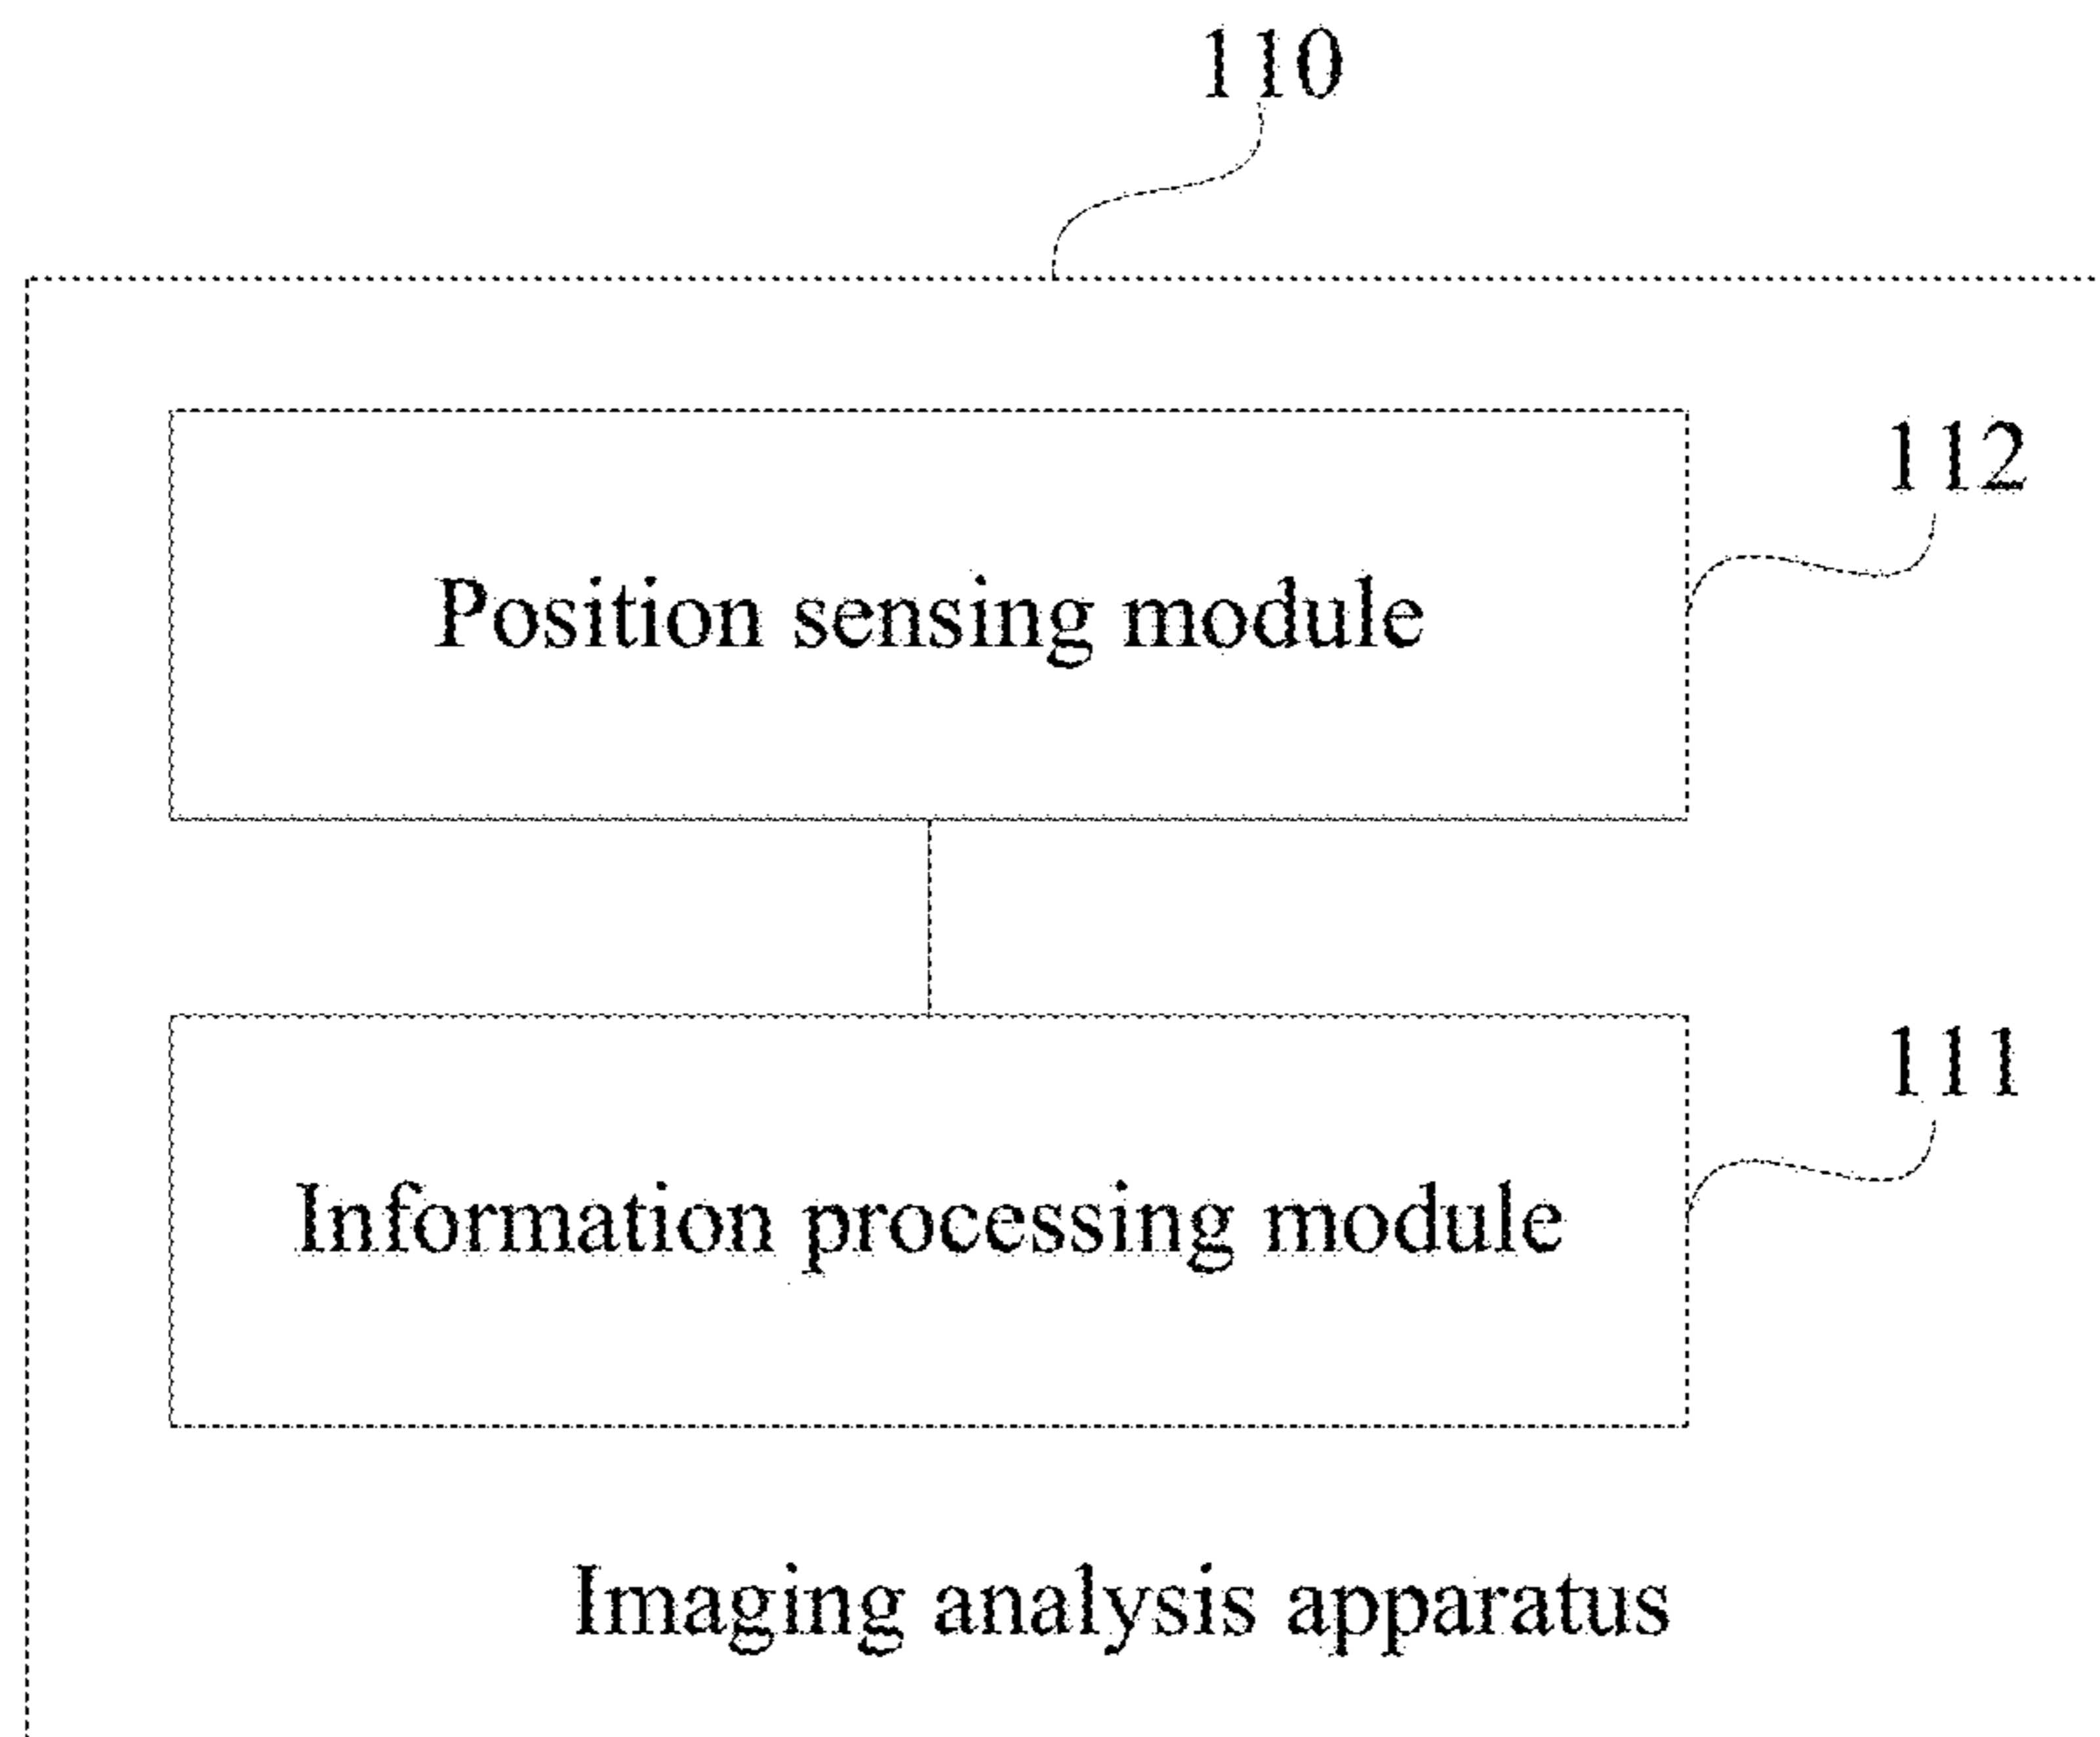 110
112
Position sensing module
111
Information processing module
Imaging analysis apparatus